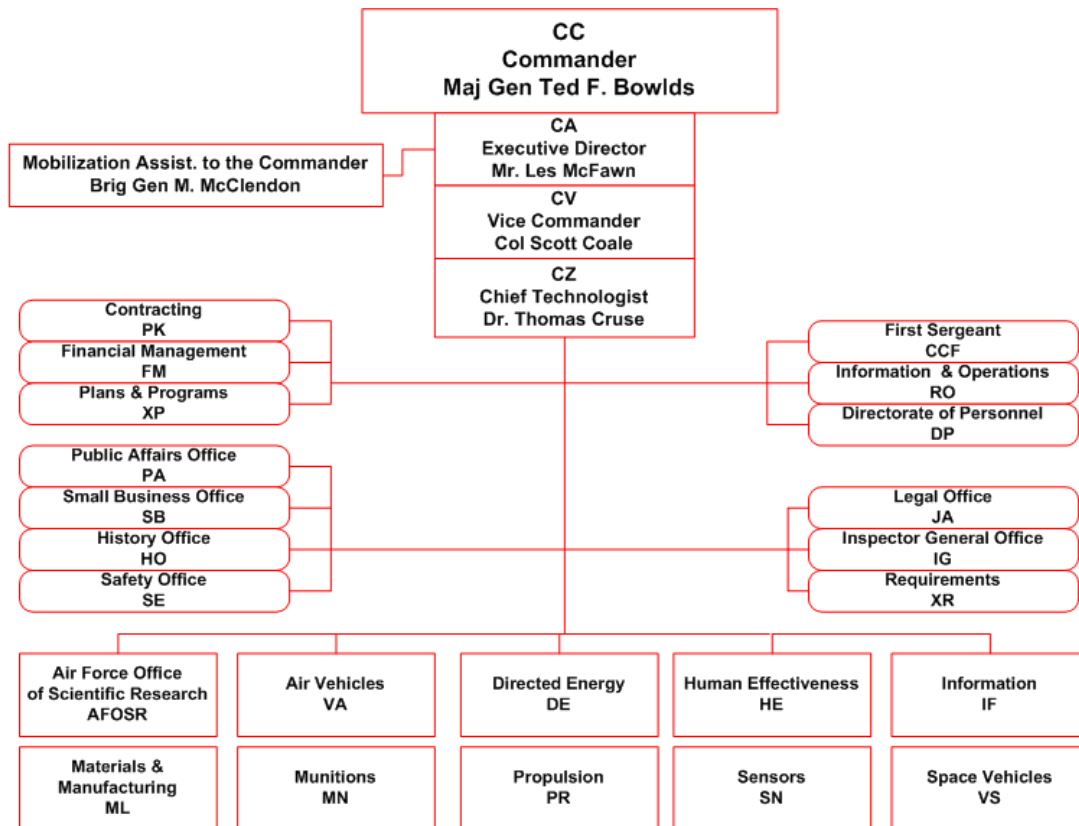 CC
Commander
Maj Gen Ted F. Bowlds
CA
Executive Director
Mr. Les McFawn
Mobilization Assist. to the Commander
Brig Gen M. McClendon
CV
Vice Commander
Col Scott Coale
CZ
Chief Technologist
Dr. Thomas Cruse
Contracting
PK
Financial Management
FM
Plans & Programs
XP
First Sergeant
CCF
Information & Operations
RO
Directorate of Personnel
DP
Public Affairs Office
PA
Small Business Office
SB
History Office
HO
Safety Office
SE
Legal Office
JA
Inspector General Office
IG
Requirements
XR
Air Force Office
of Scientific Research
AFOSR
Air Vehicles
VA
Directed Energy
DE
Human Effectiveness
HE
Information
IF
Materials &
Manufacturing
ML
Munitions
MN
Propulsion
PR
Sensors
SN
Space Vehicles
VS